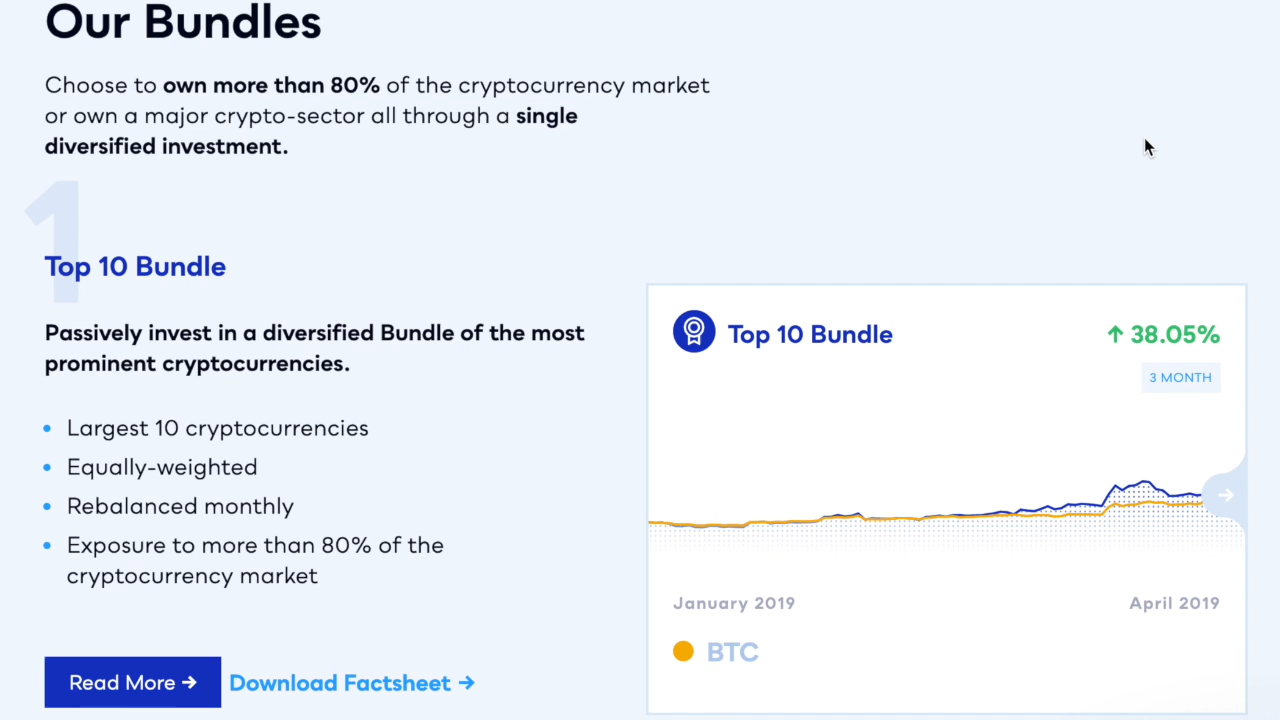 Our Bundles
Choose to own more than 80% of the cryptocurrency market
or own a major crypto-sector all through a single
diversified investment.
1
Top 10 Bundle
Passively invest in a diversified Bundle of the most
prominent cryptocurrencies.
Largest 10 cryptocurrencies
Equally-weighted
Rebalanced monthly
Exposure to more than 80% of the
cryptocurrency market
Read More →
Download Factsheet →
Top 10 Bundle
↑ 38.05%
3 MONTH
January 2019
April 2019
BTC